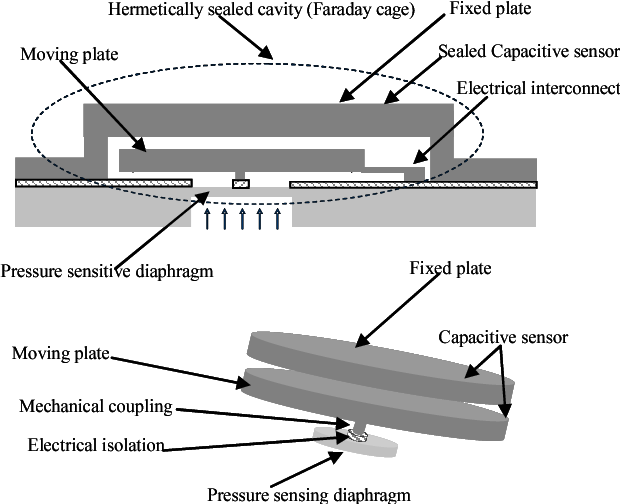 Hermetically sealed cavity (Faraday cage)
Fixed plate
Moving plate
Sealed Capacitive sensor
Electrical interconnect
Pressure sensitive diaphragm
Fixed plate
Capacitive sensor
Moving plate
Mechanical coupling
Electrical isolation
Pressure sensing diaphragm